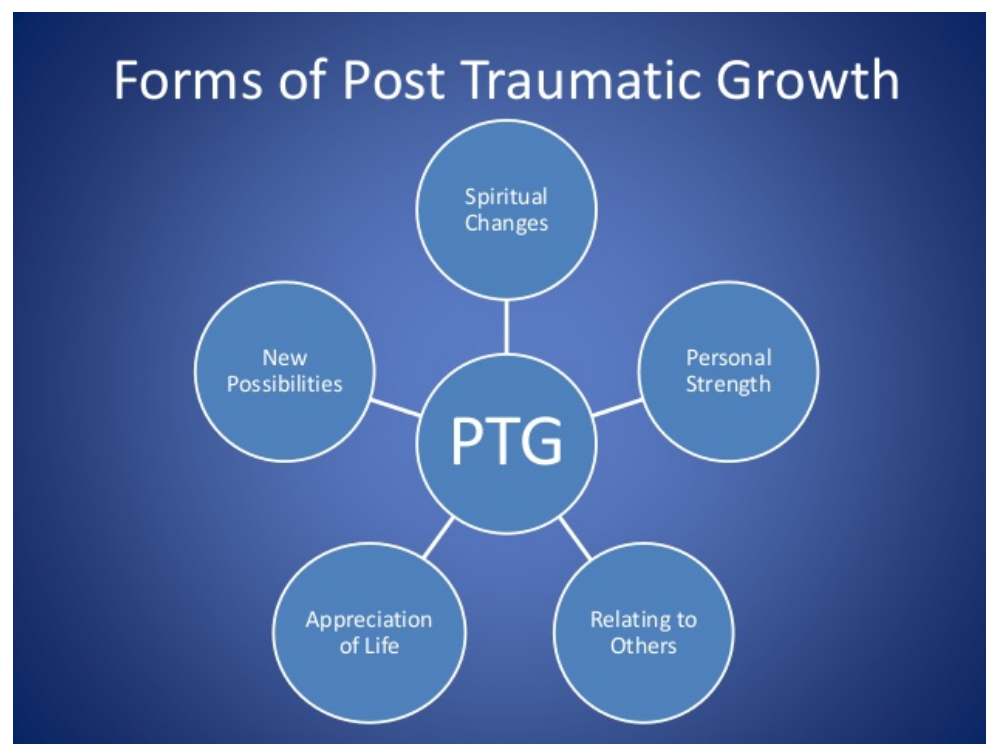 Forms of Post Traumatic Growth
Spiritual
Changes
New
Possibilities
Personal
Strength
PTG
Appreciation
of Life
Relating to
Others